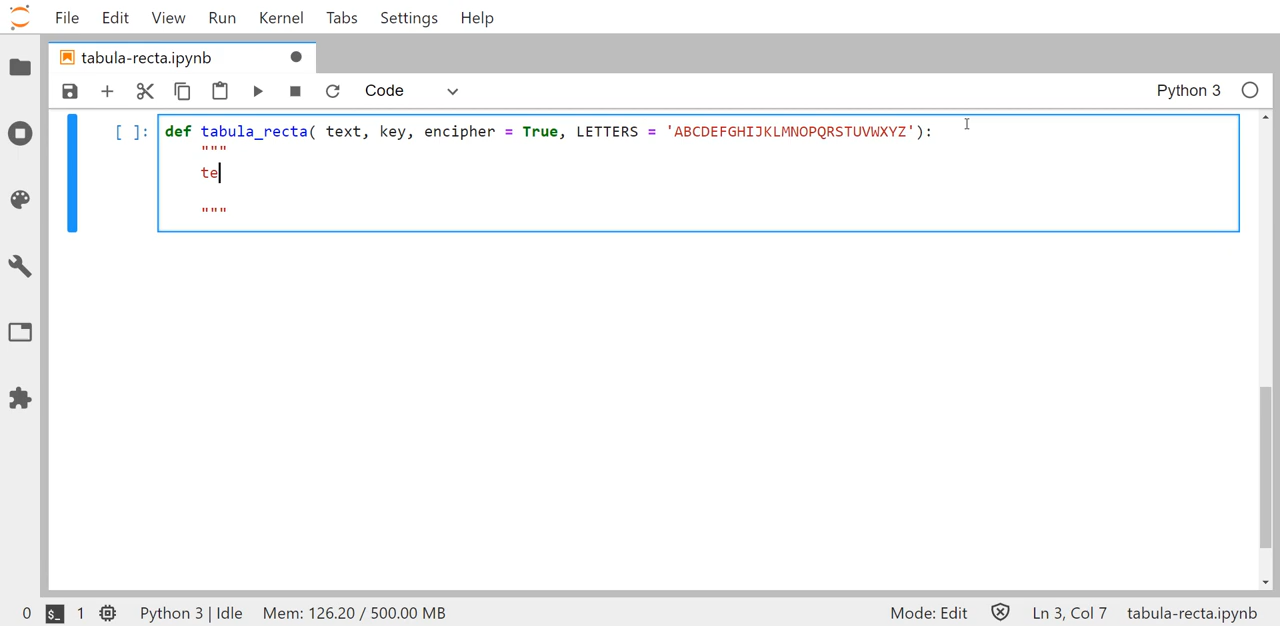 File Edit View Run Kernel Tabs Settings Help
tabula-recta.ipynb
Code Python 3
[ ]: def tabula_recta( text, key, encipher = True, LETTERS = 'ABCDEFGHIJKLMNOPQRSTUVWXYZ'):
"""
te
"""
0 $_ 1 Python 3 | Idle Mem: 126.20 / 500.00 MB Mode: Edit Ln 3, Col 7 tabula-recta.ipynb